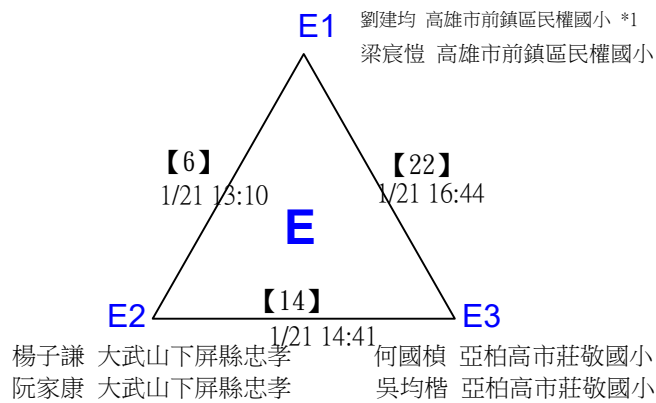 E1
劉建均 高雄市前鎮區民權國小 *1
梁宸愷 高雄市前鎮區民權國小
【6】
1/21 13:10
【22】
1/21 16:44
E
E2
【14】
1/21 14:41
E3
楊子謙 大武山下屏縣忠孝
何國楨 亞柏高市莊敬國小
阮家康 大武山下屏縣忠孝
吳均楷 亞柏高市莊敬國小